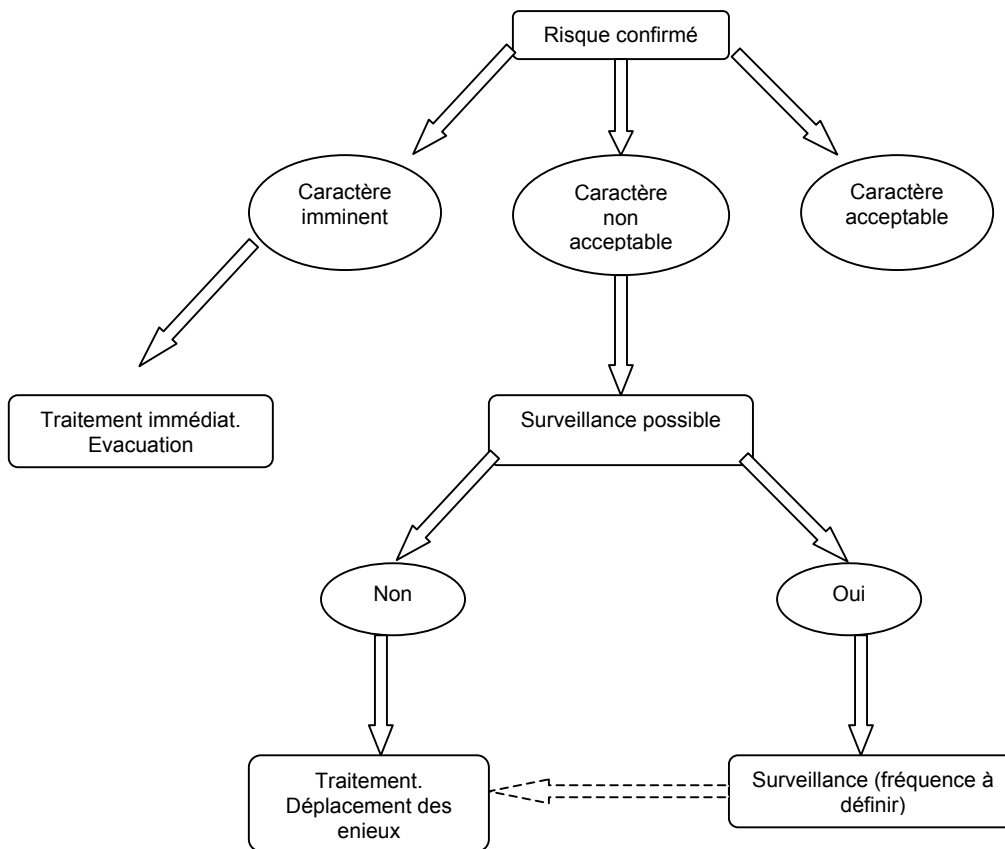 Risque confirmé
Caractère
imminent
Caractère
non
acceptable
Caractère
acceptable
Traitement immédiat.
Evacuation
Surveillance possible
Non
Oui
Traitement.
Déplacement des
enieux
Surveillance (fréquence à
définir)